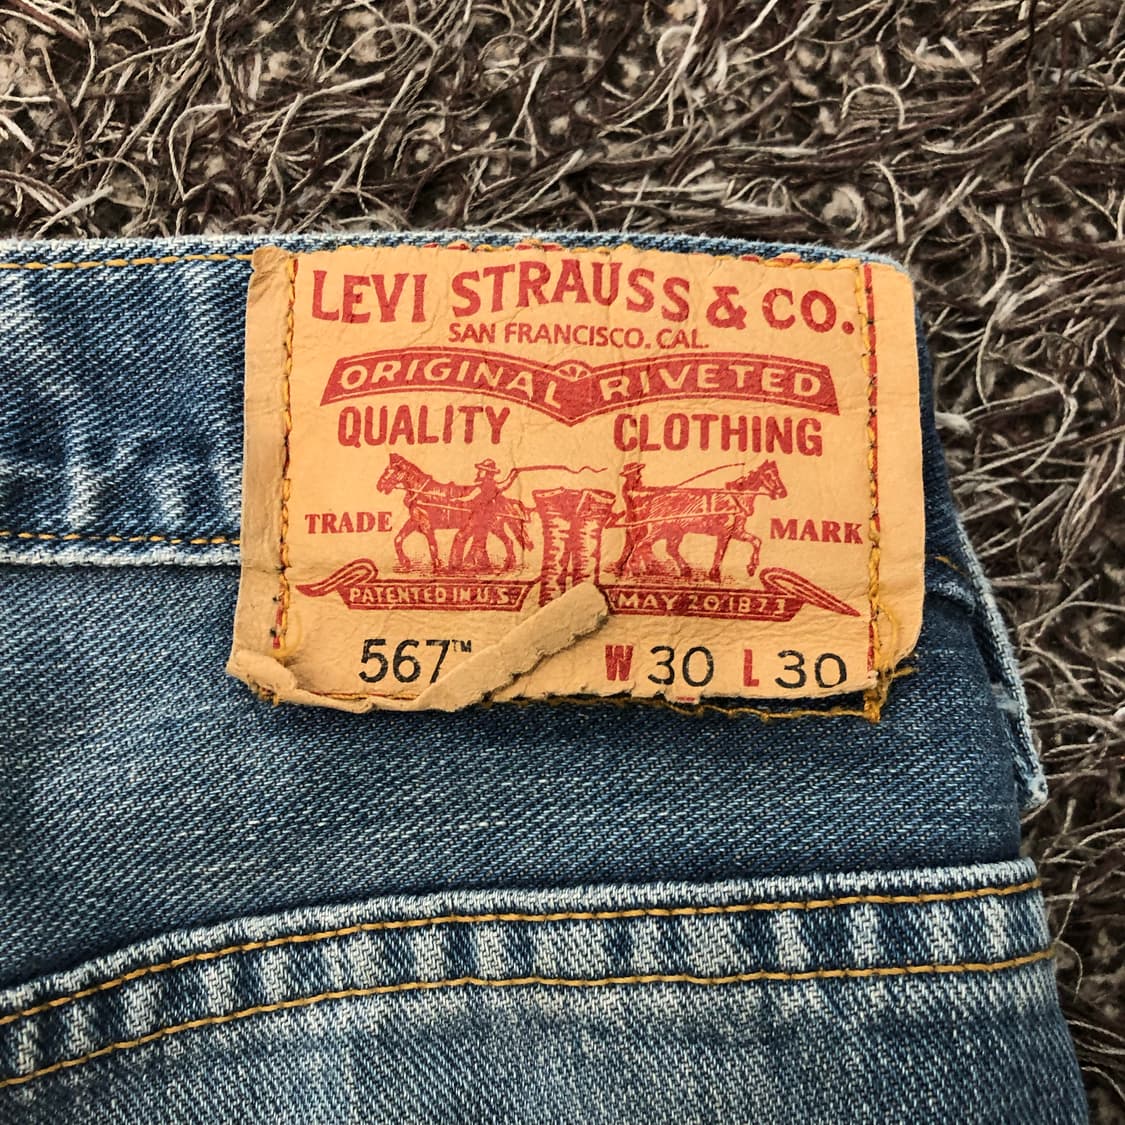 LEVI STRAUSS & CO.
SAN FRANCISCO. CAL.
ORIGINAL RIVETED
QUALITY CLOTHING
TRADE MARK
PATENTED IN U.S. MAY 20 1873
567™ W 30 L 30